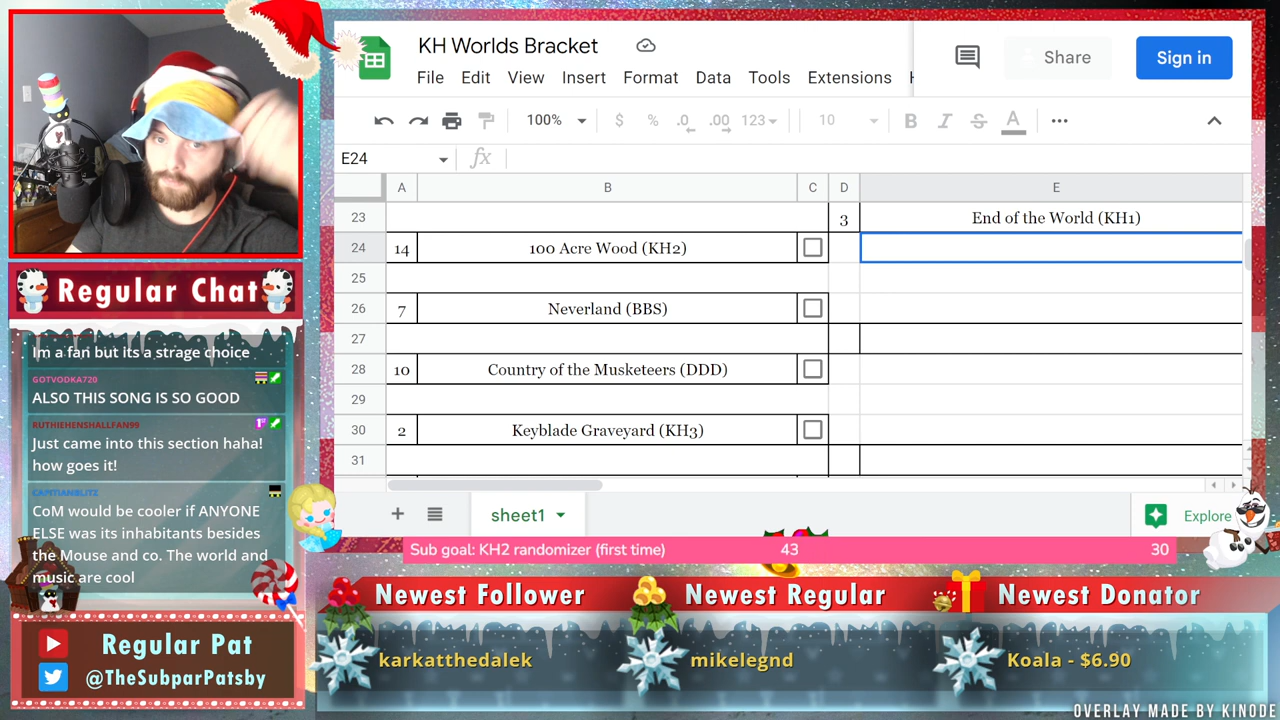 KH Worlds Bracket
File Edit View Insert Format Data Tools Extensions
Share
Sign in
100% $ % .0 .00 123 10 B I S A
E24 fx
A B C D E
23 3 End of the World (KH1)
24 14 100 Acre Wood (KH2)
25
26 7 Neverland (BBS)
27
28 10 Country of the Musketeers (DDD)
29
30 2 Keyblade Graveyard (KH3)
31
sheet1
Explore
Regular Chat
Im a fan but its a strage choice
GOTVODKA720
ALSO THIS SONG IS SO GOOD
RUTHIEHENSHALLFAN99
Just came into this section haha!
how goes it!
CAPITIANBLITZ
CoM would be cooler if ANYONE
ELSE was its inhabitants besides
the Mouse and co. The world and
music are cool
Regular Pat
@TheSubparPatsby
Sub goal: KH2 randomizer (first time) 43 30
Newest Follower
karkatthedalek
Newest Regular
mikelegnd
Newest Donator
Koala - $6.90
OVERLAY MADE BY KINODE